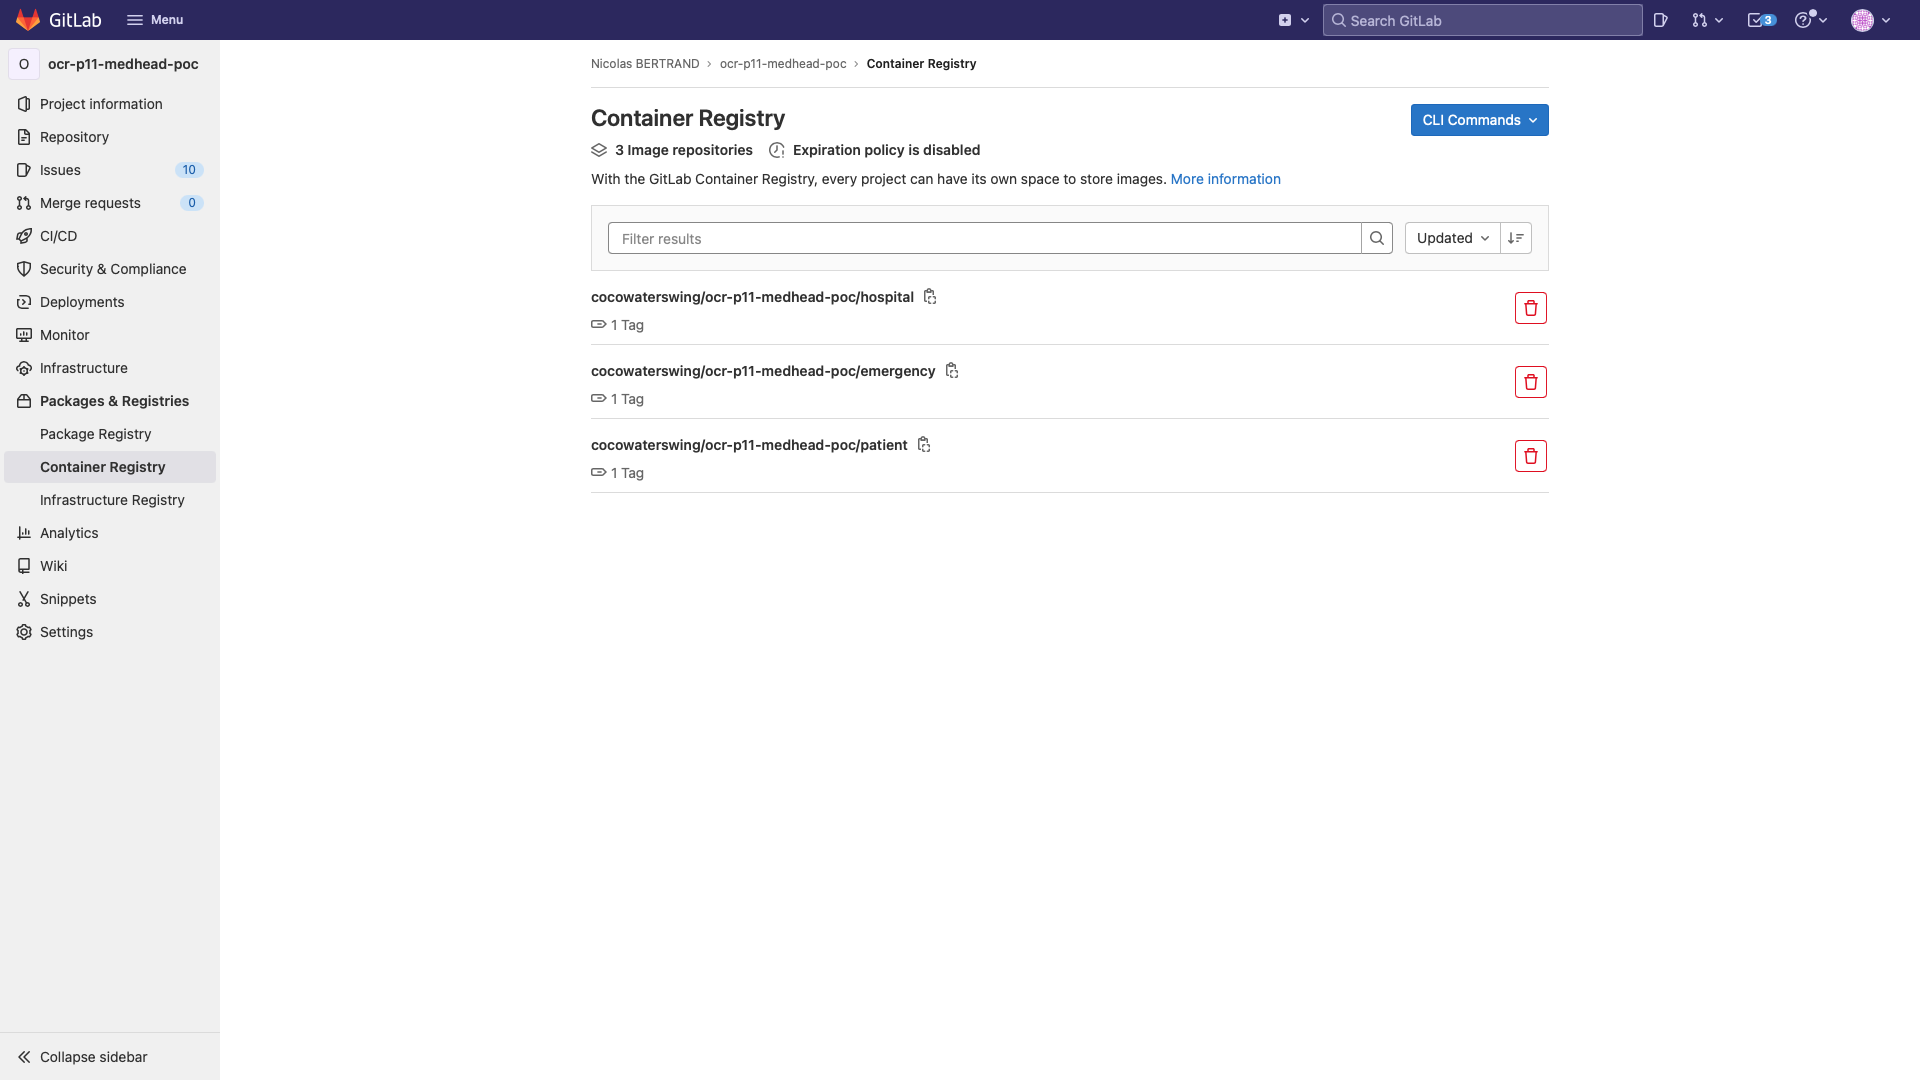 GitLab
Menu
Search GitLab
3
O
ocr-p11-medhead-poc
Project information
Repository
Issues
10
Merge requests
0
CI/CD
Security & Compliance
Deployments
Monitor
Infrastructure
Packages & Registries
Package Registry
Container Registry
Infrastructure Registry
Analytics
Wiki
Snippets
Settings
Collapse sidebar
Nicolas BERTRAND › ocr-p11-medhead-poc › Container Registry
Container Registry
CLI Commands
3 Image repositories
Expiration policy is disabled
With the GitLab Container Registry, every project can have its own space to store images. More information
Filter results
Updated
cocowaterswing/ocr-p11-medhead-poc/hospital
1 Tag
cocowaterswing/ocr-p11-medhead-poc/emergency
1 Tag
cocowaterswing/ocr-p11-medhead-poc/patient
1 Tag